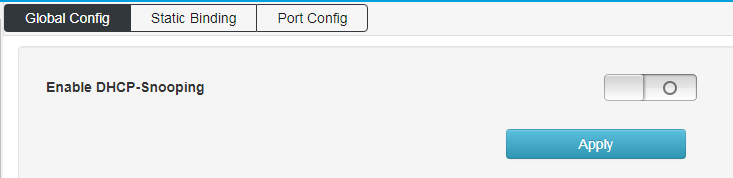 Global Config Static Binding Port Config
Enable DHCP-Snooping
Apply